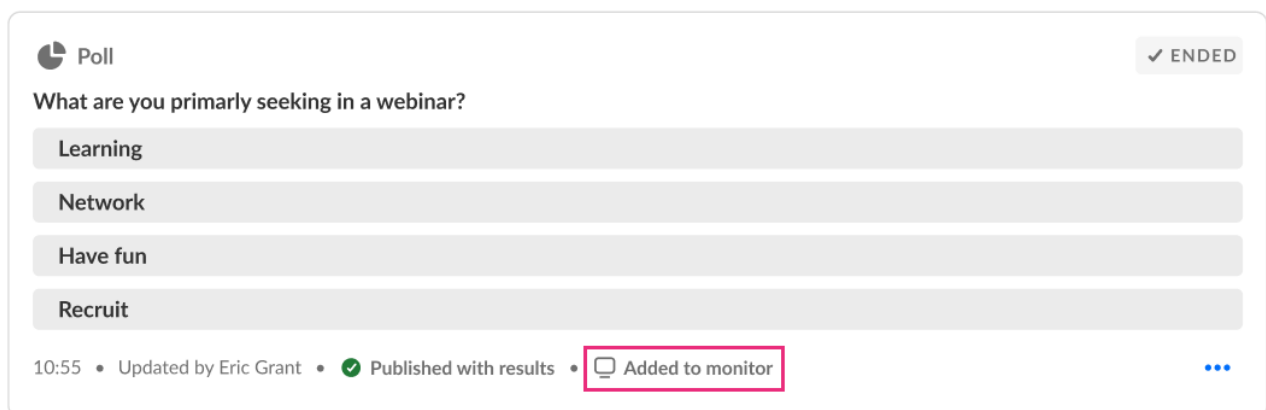 Poll
✓ ENDED
What are you primarly seeking in a webinar?
Learning
Network
Have fun
Recruit
10:55 • Updated by Eric Grant • Published with results • Added to monitor